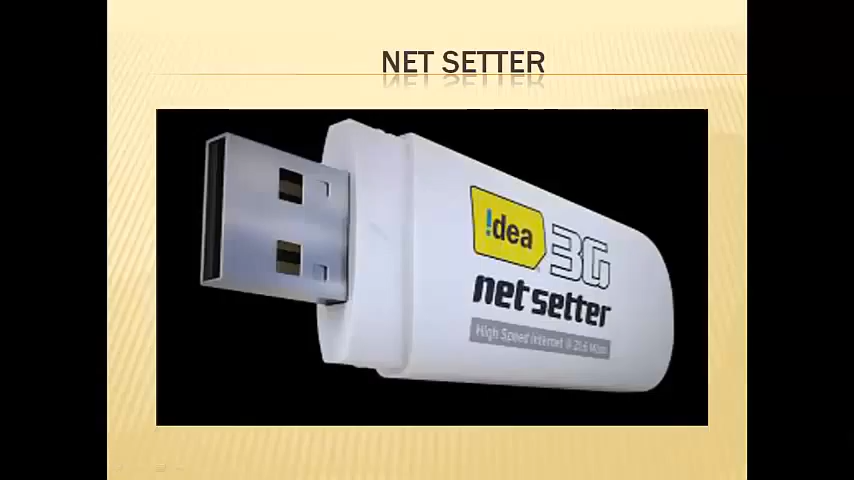 NET SETTER
!dea
3G
net setter
High Speed Internet @ 21.6 Mbps